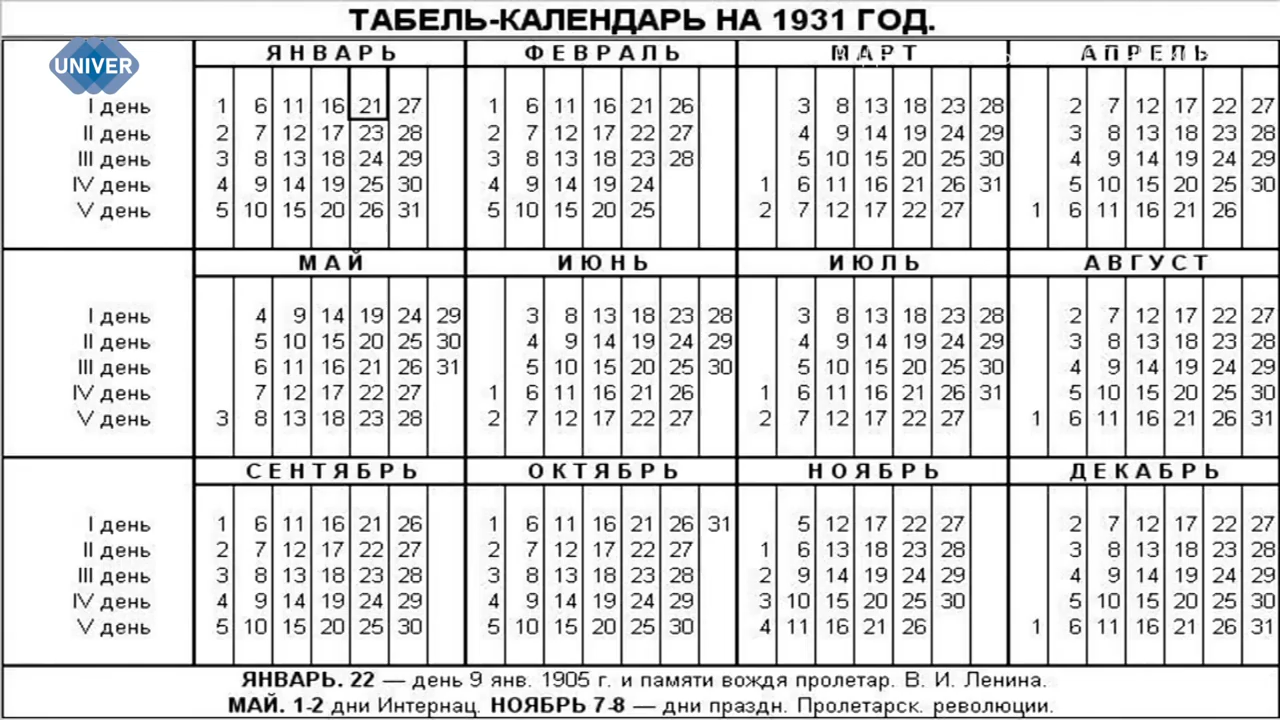 ТАБЕЛЬ-КАЛЕНДАРЬ НА 1931 ГОД.
UNIVER
ЯНВАРЬ ФЕВРАЛЬ МАРТ АПРЕЛЬ
I день 1 6 11 16 21 27 1 6 11 16 21 26 3 8 13 18 23 28 2 7 12 17 22 27
II день 2 7 12 17 23 28 2 7 12 17 22 27 4 9 14 19 24 29 3 8 13 18 23 28
III день 3 8 13 18 24 29 3 8 13 18 23 28 5 10 15 20 25 30 4 9 14 19 24 29
IV день 4 9 14 19 25 30 4 9 14 19 24 1 6 11 16 21 26 31 5 10 15 20 25 30
V день 5 10 15 20 26 31 5 10 15 20 25 2 7 12 17 22 27 1 6 11 16 21 26
МАЙ ИЮНЬ ИЮЛЬ АВГУСТ
I день 4 9 14 19 24 29 3 8 13 18 23 28 3 8 13 18 23 28 2 7 12 17 22 27
II день 5 10 15 20 25 30 4 9 14 19 24 29 4 9 14 19 24 29 3 8 13 18 23 28
III день 6 11 16 21 26 31 5 10 15 20 25 30 5 10 15 20 25 30 4 9 14 19 24 29
IV день 7 12 17 22 27 1 6 11 16 21 26 1 6 11 16 21 26 31 5 10 15 20 25 30
V день 3 8 13 18 23 28 2 7 12 17 22 27 2 7 12 17 22 27 1 6 11 16 21 26 31
СЕНТЯБРЬ ОКТЯБРЬ НОЯБРЬ ДЕКАБРЬ
I день 1 6 11 16 21 26 1 6 11 16 21 26 31 5 12 17 22 27 2 7 12 17 22 27
II день 2 7 12 17 22 27 2 7 12 17 22 27 1 6 13 18 23 28 3 8 13 18 23 28
III день 3 8 13 18 23 28 3 8 13 18 23 28 2 9 14 19 24 29 4 9 14 19 24 29
IV день 4 9 14 19 24 29 4 9 14 19 24 29 3 10 15 20 25 30 5 10 15 20 25 30
V день 5 10 15 20 25 30 5 10 15 20 25 30 4 11 16 21 26 1 6 11 16 21 26 31
ЯНВАРЬ. 22 — день 9 янв. 1905 г. и памяти вождя пролетар. В. И. Ленина.
МАЙ. 1-2 дни Интернац. НОЯБРЬ 7-8 — дни праздн. Пролетарск. революции.